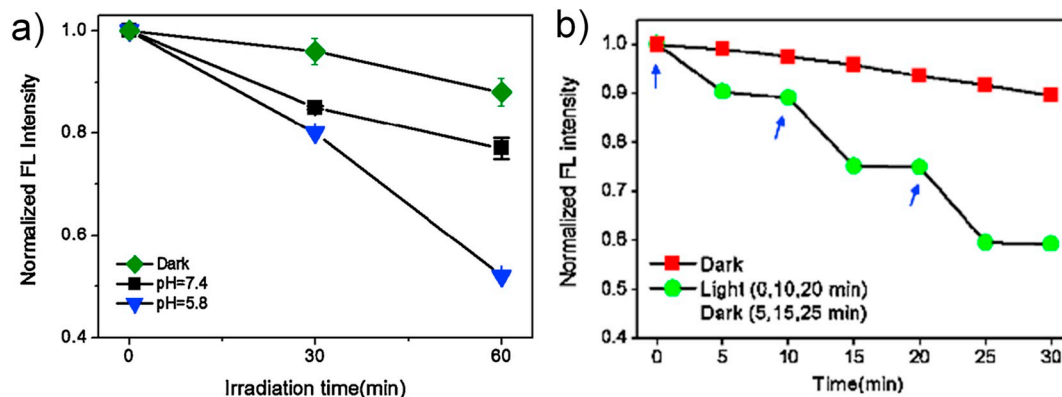 a)
Normalized FL Intensity
1.0
0.8
0.6
0.4
Dark
pH=7.4
pH=5.8
0
30
60
Irradiation time(min)
b)
Normalized FL intensity
1.0
0.9
0.8
0.7
0.6
0.5
0.4
Dark
Light (0,10,20 min)
Dark (5,15,25 min)
0
5
10
15
20
25
30
Time(min)